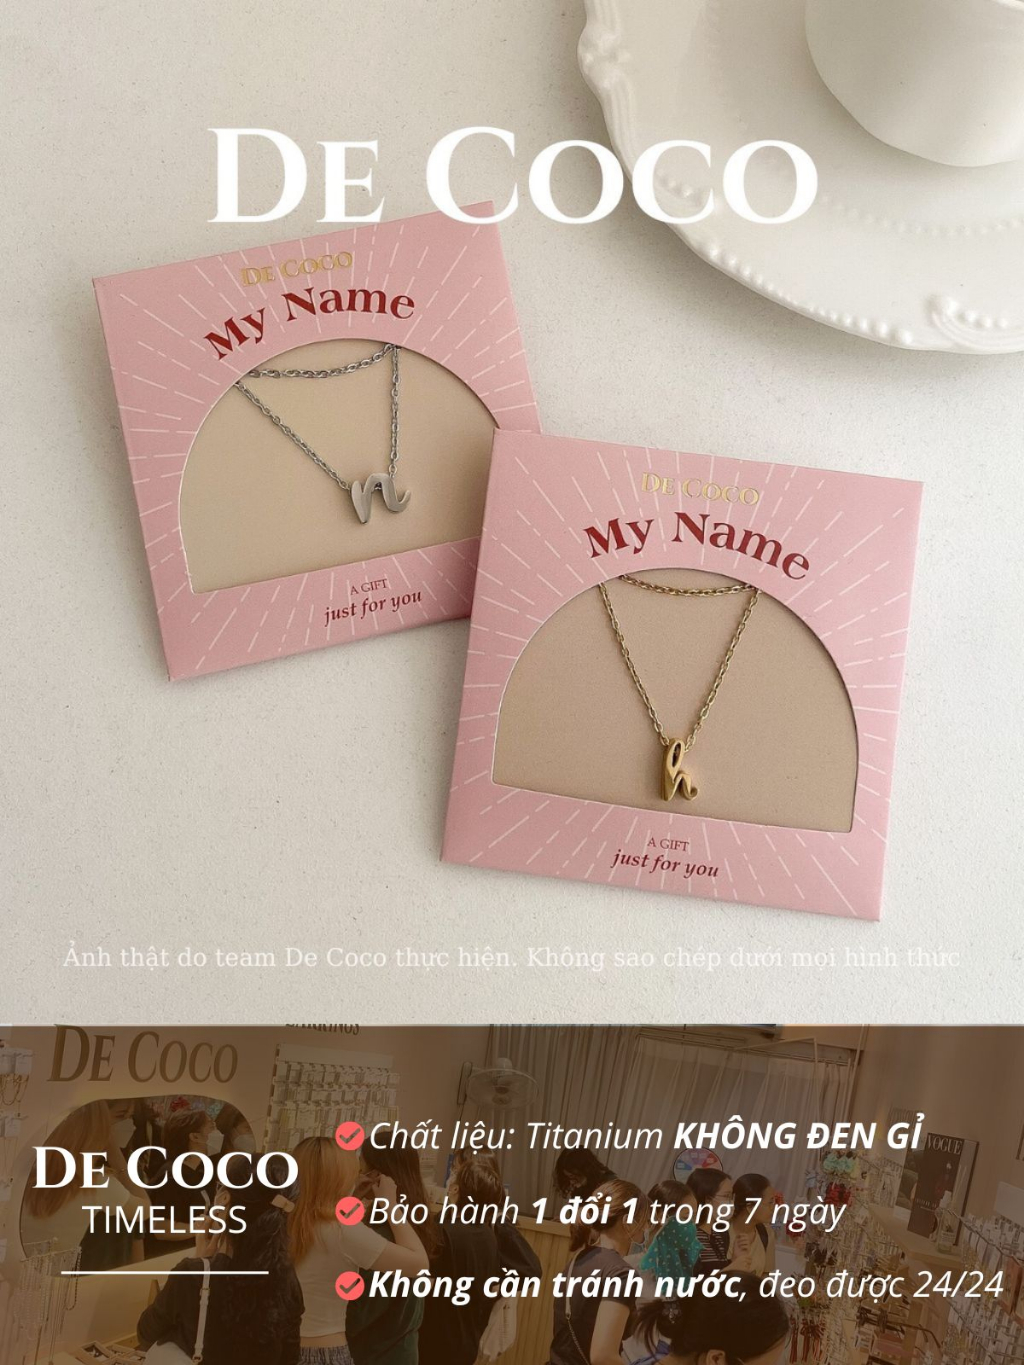 DE COCO
DE COCO
My Name
A GIFT
just for you
DE COCO
My Name
A GIFT
just for you
Ảnh thật do team De Coco thực hiện. Không sao chép dưới mọi hình thức
DE COCO
DE COCO
TIMELESS
Chất liệu: Titanium KHÔNG ĐEN GỈ
VOGUE
Bảo hành 1 đổi 1 trong 7 ngày
Không cần tránh nước, đeo được 24/24